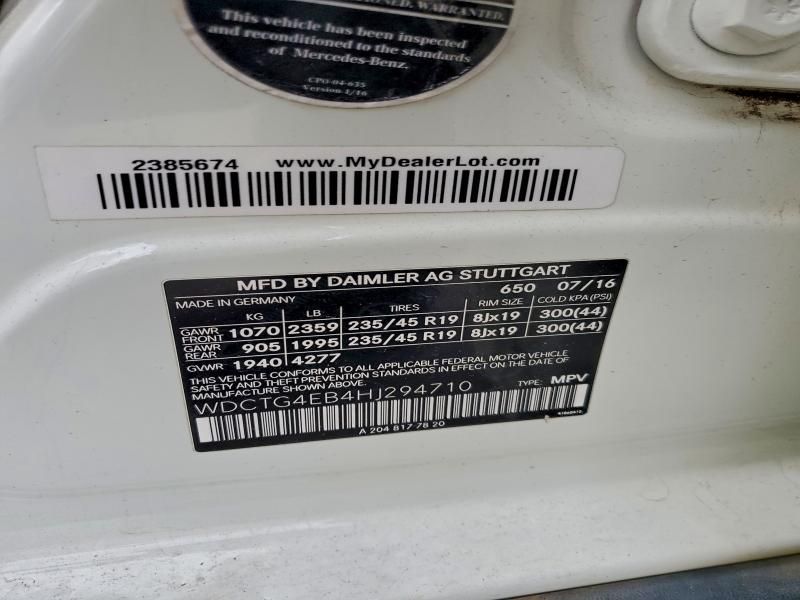 CONDITIONED, WARRANTED.
This vehicle has been inspected
and reconditioned to the standards
of Mercedes-Benz.
CPO-04-635
Version 1/16
2385674 www.MyDealerLot.com
MFD BY DAIMLER AG STUTTGART
MADE IN GERMANY 650 07/16
KG LB TIRES RIM SIZE COLD KPA (PSI)
GAWR FRONT 1070 2359 235/45 R19 8Jx19 300(44)
GAWR REAR 905 1995 235/45 R19 8Jx19 300(44)
GVWR 1940 4277
THIS VEHICLE CONFORMS TO ALL APPLICABLE FEDERAL MOTOR VEHICLE
SAFETY AND THEFT PREVENTION STANDARDS IN EFFECT ON THE DATE OF
MANUFACTURE SHOWN ABOVE.
WDCTG4EB4HJ294710 TYPE: MPV
A 204 817 78 20